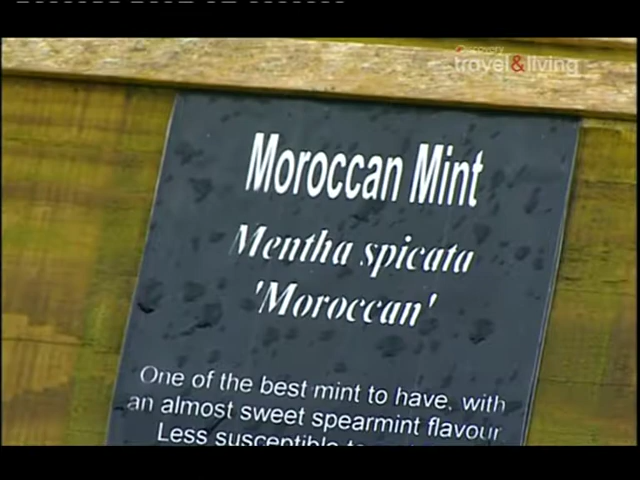 Discovery
travel&living
Moroccan Mint
Mentha spicata
'Moroccan'
One of the best mint to have, with
an almost sweet spearmint flavour
Less susceptible